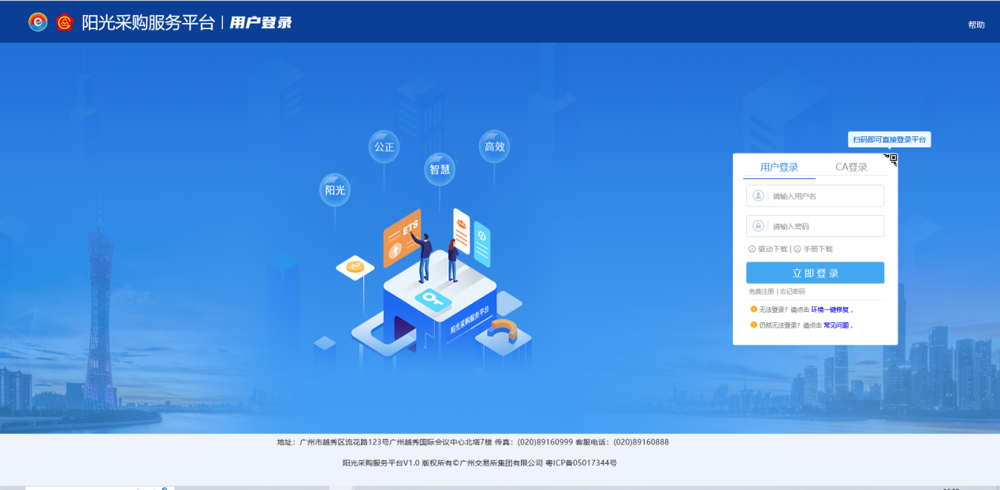 阳光采购服务平台 | 用户登录
帮助
公正
高效
智慧
阳光
ETS
阳光采购服务平台
扫码即可直接登录平台
用户登录 CA登录
请输入用户名
请输入密码
驱动下载 | 手册下载
立即登录
免费注册 | 忘记密码
无法登录？请点击 环境一键修复 。
仍然无法登录？请点击 常见问题 。
地址：广州市越秀区流花路123号广州越秀国际会议中心北塔7楼 传真：(020)89160999 客服电话：(020)89160888
阳光采购服务平台V1.0 版权所有©广州交易所集团有限公司 粤ICP备05017344号